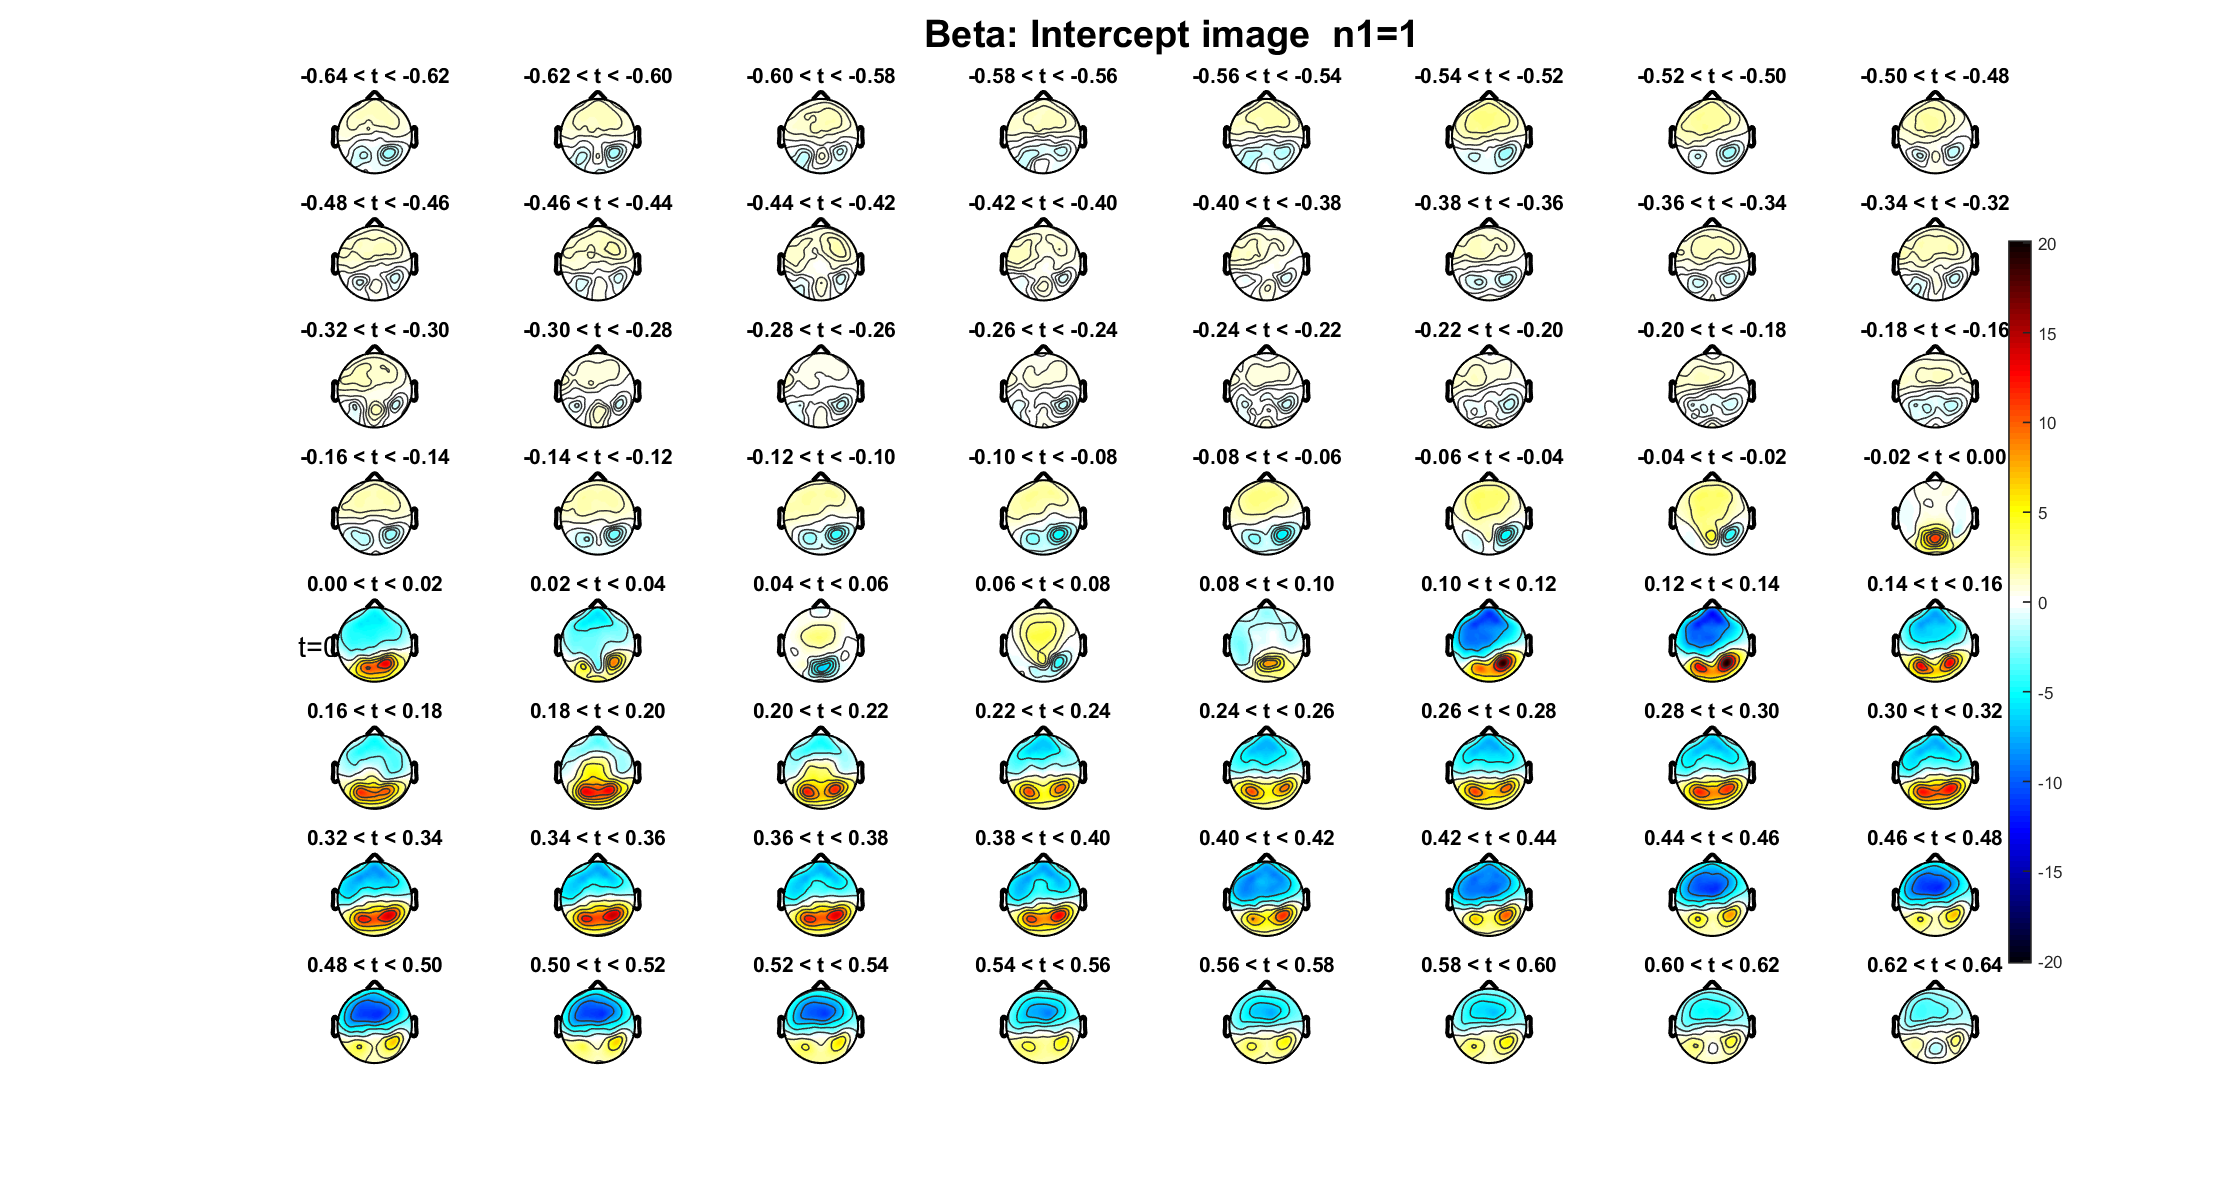 Beta: Intercept image  n1=1
-0.64 < t < -0.62 -0.62 < t < -0.60 -0.60 < t < -0.58 -0.58 < t < -0.56 -0.56 < t < -0.54 -0.54 < t < -0.52 -0.52 < t < -0.50 -0.50 < t < -0.48
-0.48 < t < -0.46 -0.46 < t < -0.44 -0.44 < t < -0.42 -0.42 < t < -0.40 -0.40 < t < -0.38 -0.38 < t < -0.36 -0.36 < t < -0.34 -0.34 < t < -0.32
20
-0.32 < t < -0.30 -0.30 < t < -0.28 -0.28 < t < -0.26 -0.26 < t < -0.24 -0.24 < t < -0.22 -0.22 < t < -0.20 -0.20 < t < -0.18 -0.18 < t < -0.16
15
10
-0.16 < t < -0.14 -0.14 < t < -0.12 -0.12 < t < -0.10 -0.10 < t < -0.08 -0.08 < t < -0.06 -0.06 < t < -0.04 -0.04 < t < -0.02 -0.02 < t < 0.00
5
0.00 < t < 0.02 0.02 < t < 0.04 0.04 < t < 0.06 0.06 < t < 0.08 0.08 < t < 0.10 0.10 < t < 0.12 0.12 < t < 0.14 0.14 < t < 0.16
0
t=0
-5
0.16 < t < 0.18 0.18 < t < 0.20 0.20 < t < 0.22 0.22 < t < 0.24 0.24 < t < 0.26 0.26 < t < 0.28 0.28 < t < 0.30 0.30 < t < 0.32
-10
0.32 < t < 0.34 0.34 < t < 0.36 0.36 < t < 0.38 0.38 < t < 0.40 0.40 < t < 0.42 0.42 < t < 0.44 0.44 < t < 0.46 0.46 < t < 0.48
-15
-20
0.48 < t < 0.50 0.50 < t < 0.52 0.52 < t < 0.54 0.54 < t < 0.56 0.56 < t < 0.58 0.58 < t < 0.60 0.60 < t < 0.62 0.62 < t < 0.64